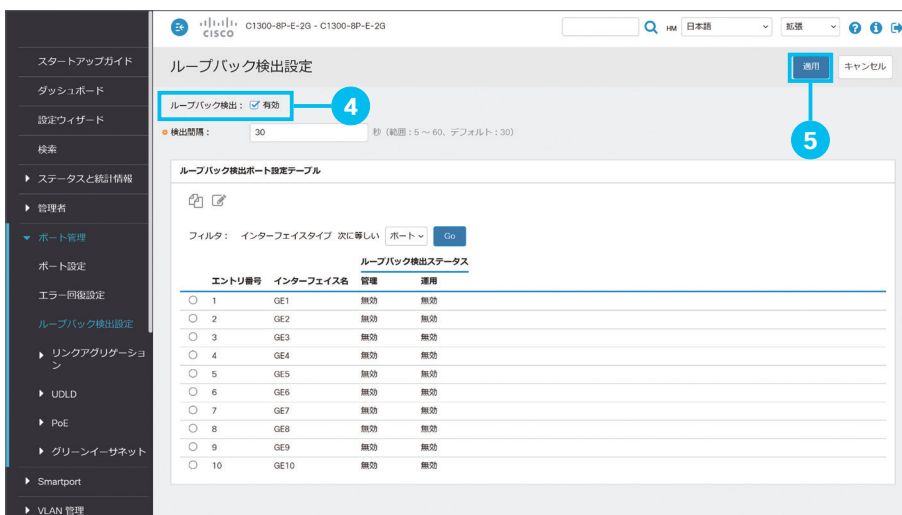 CISCO C1300-8P-E-2G - C1300-8P-E-2G HM 日本語 拡張
スタートアップガイド
ダッシュボード
設定ウィザード
検索
ステータスと統計情報
管理者
ポート管理
ポート設定
エラー回復設定
ループバック検出設定
リンクアグリゲーショ
ン
UDLD
PoE
グリーンイーサネット
Smartport
VLAN 管理
ループバック検出設定 適用 キャンセル
ループバック検出： 有効 4
5
検出間隔： 30 秒（範囲：5 ～ 60、デフォルト：30）
ループバック検出ポート設定テーブル
フィルタ： インターフェイスタイプ 次に等しい ポート Go
ループバック検出ステータス
エントリ番号 インターフェイス名 管理 運用
1 GE1 無効 無効
2 GE2 無効 無効
3 GE3 無効 無効
4 GE4 無効 無効
5 GE5 無効 無効
6 GE6 無効 無効
7 GE7 無効 無効
8 GE8 無効 無効
9 GE9 無効 無効
10 GE10 無効 無効